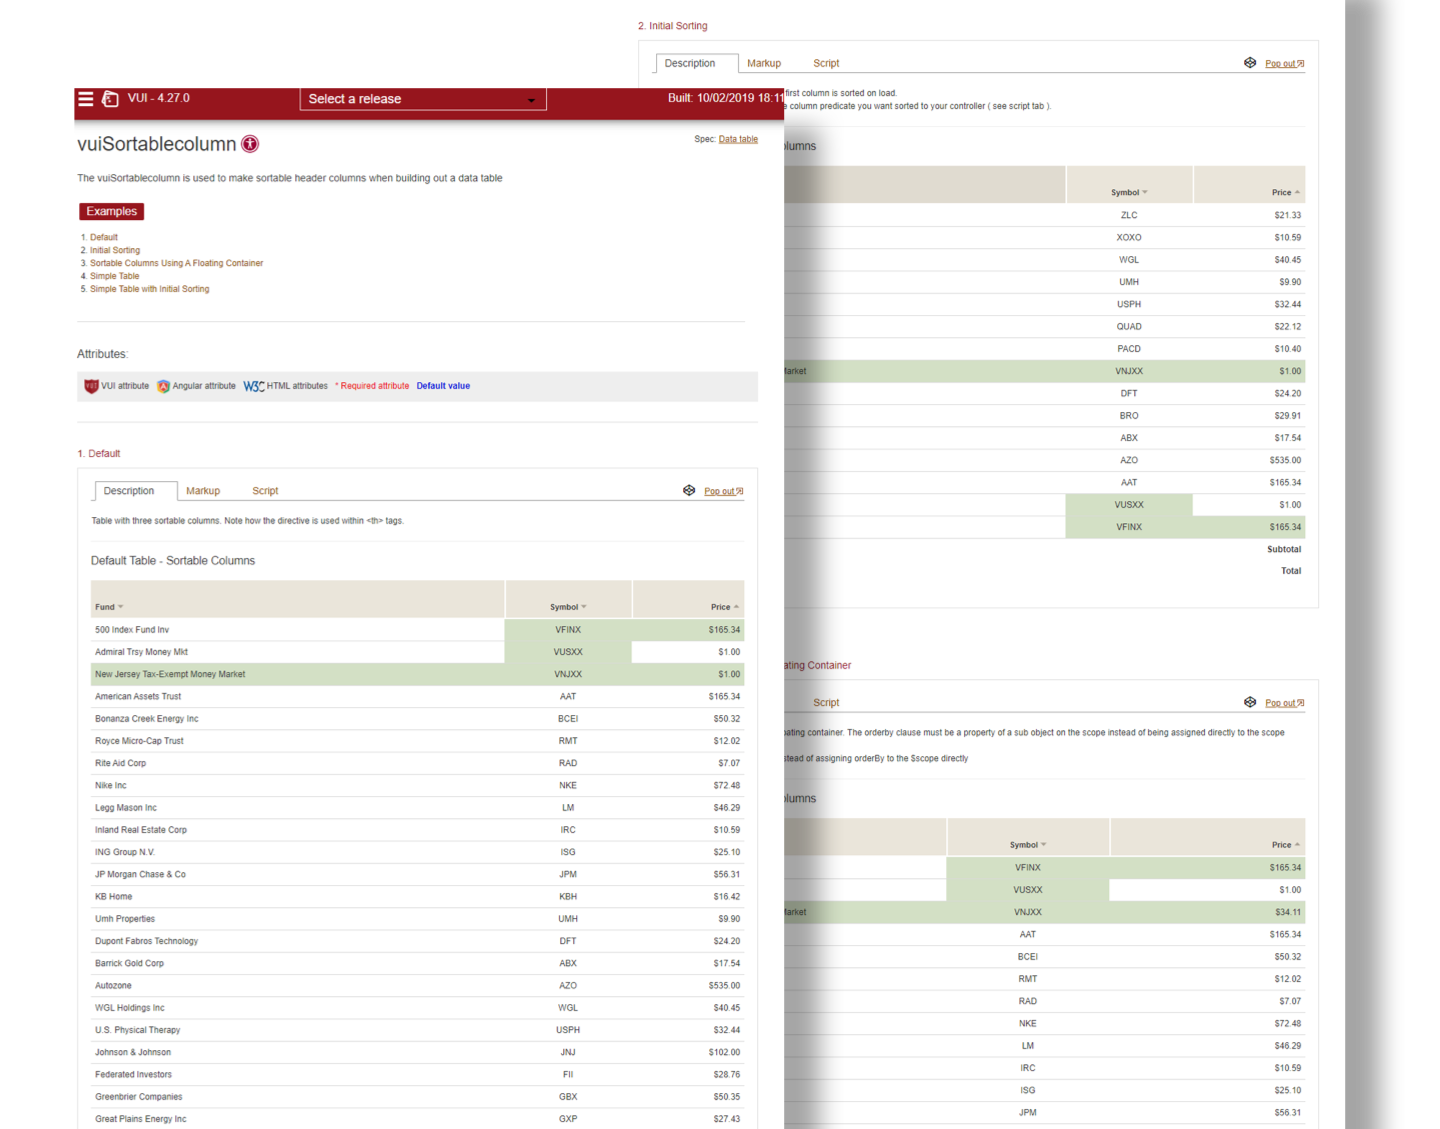 VUI - 4.27.0
Select a release
Built: 10/02/2019 18:11
vuiSortablecolumn
Spec: Data table
The vuiSortablecolumn is used to make sortable header columns when building out a data table
Examples
1. Default
2. Initial Sorting
3. Sortable Columns Using A Floating Container
4. Simple Table
5. Simple Table with Initial Sorting
Attributes:
VUI VUI attribute Angular attribute W3C HTML attributes * Required attribute Default value
1. Default
Description Markup Script Pop out
Table with three sortable columns. Note how the directive is used within <th> tags.
Default Table - Sortable Columns
Fund Symbol Price
500 Index Fund Inv VFINX $165.34
Admiral Trsy Money Mkt VUSXX $1.00
New Jersey Tax-Exempt Money Market VNJXX $1.00
American Assets Trust AAT $165.34
Bonanza Creek Energy Inc BCEI $50.32
Royce Micro-Cap Trust RMT $12.02
Rite Aid Corp RAD $7.07
Nike Inc NKE $72.48
Legg Mason Inc LM $46.29
Inland Real Estate Corp IRC $10.59
ING Group N.V. ISG $25.10
JP Morgan Chase & Co JPM $56.31
KB Home KBH $16.42
Umh Properties UMH $9.90
Dupont Fabros Technology DFT $24.20
Barrick Gold Corp ABX $17.54
Autozone AZO $535.00
WGL Holdings Inc WGL $40.45
U.S. Physical Therapy USPH $32.44
Johnson & Johnson JNJ $102.00
Federated Investors FII $28.76
Greenbrier Companies GBX $50.35
Great Plains Energy Inc GXP $27.43
2. Initial Sorting
Description Markup Script Pop out
first column is sorted on load.
column predicate you want sorted to your controller ( see script tab ).
lumns
Symbol Price
ZLC $21.33
XOXO $10.59
WGL $40.45
UMH $9.90
USPH $32.44
QUAD $22.12
PACD $10.40
Market VNJXX $1.00
DFT $24.20
BRO $29.91
ABX $17.54
AZO $535.00
AAT $165.34
VUSXX $1.00
VFINX $165.34
Subtotal
Total
ating Container
Script Pop out
ating container. The orderby clause must be a property of a sub object on the scope instead of being assigned directly to the scope
stead of assigning orderBy to the $scope directly
lumns
Symbol Price
VFINX $165.34
VUSXX $1.00
Market VNJXX $34.11
AAT $165.34
BCEI $50.32
RMT $12.02
RAD $7.07
NKE $72.48
LM $46.29
IRC $10.59
ISG $25.10
JPM $56.31